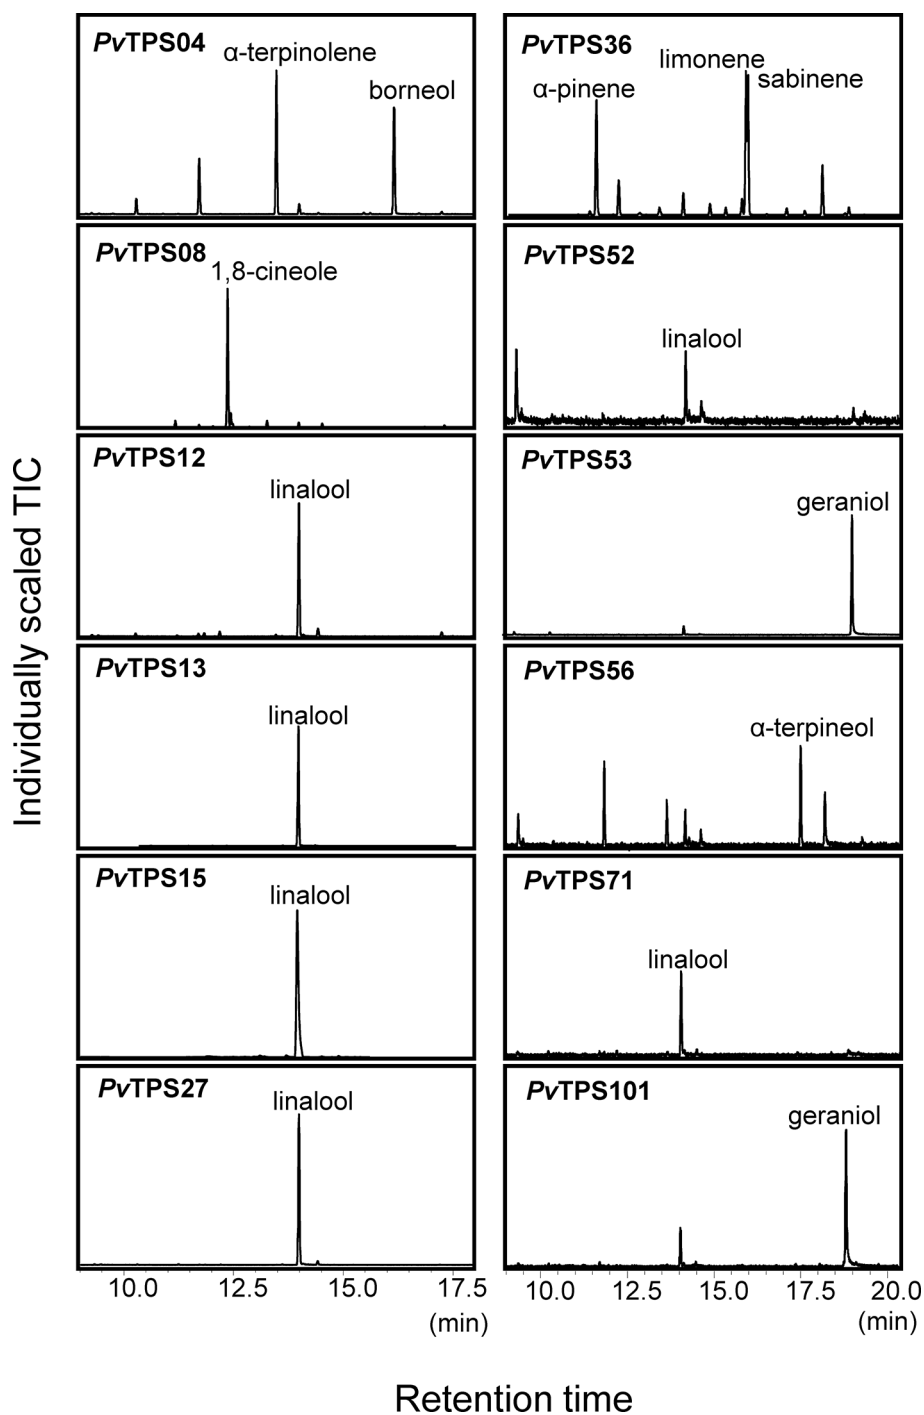 PvTPS04
α-terpinolene
borneol
PvTPS08
1,8-cineole
PvTPS12
linalool
PvTPS13
linalool
PvTPS15
linalool
PvTPS27
linalool
10.0 12.5 15.0 17.5
(min)
PvTPS36
limonene
α-pinene
sabinene
PvTPS52
linalool
PvTPS53
geraniol
PvTPS56
α-terpineol
PvTPS71
linalool
PvTPS101
geraniol
10.0 12.5 15.0 17.5 20.0
(min)
Individually scaled TIC
Retention time